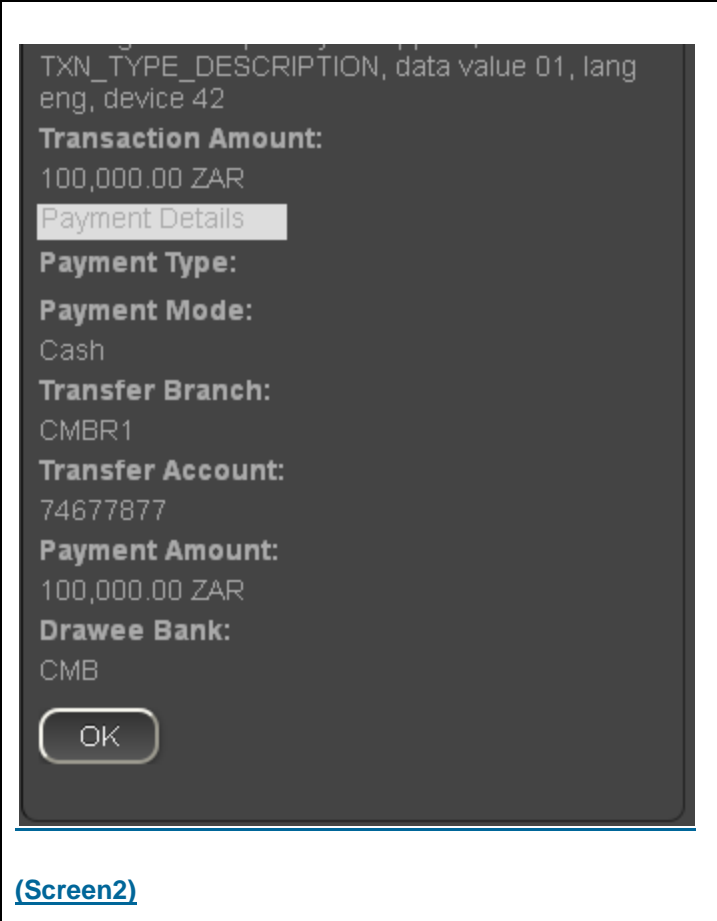 TXN_TYPE_DESCRIPTION, data value 01, lang
eng, device 42
Transaction Amount:
100,000.00 ZAR
Payment Details
Payment Type:
Payment Mode:
Cash
Transfer Branch:
CMBR1
Transfer Account:
74677877
Payment Amount:
100,000.00 ZAR
Drawee Bank:
CMB
OK
(Screen2)